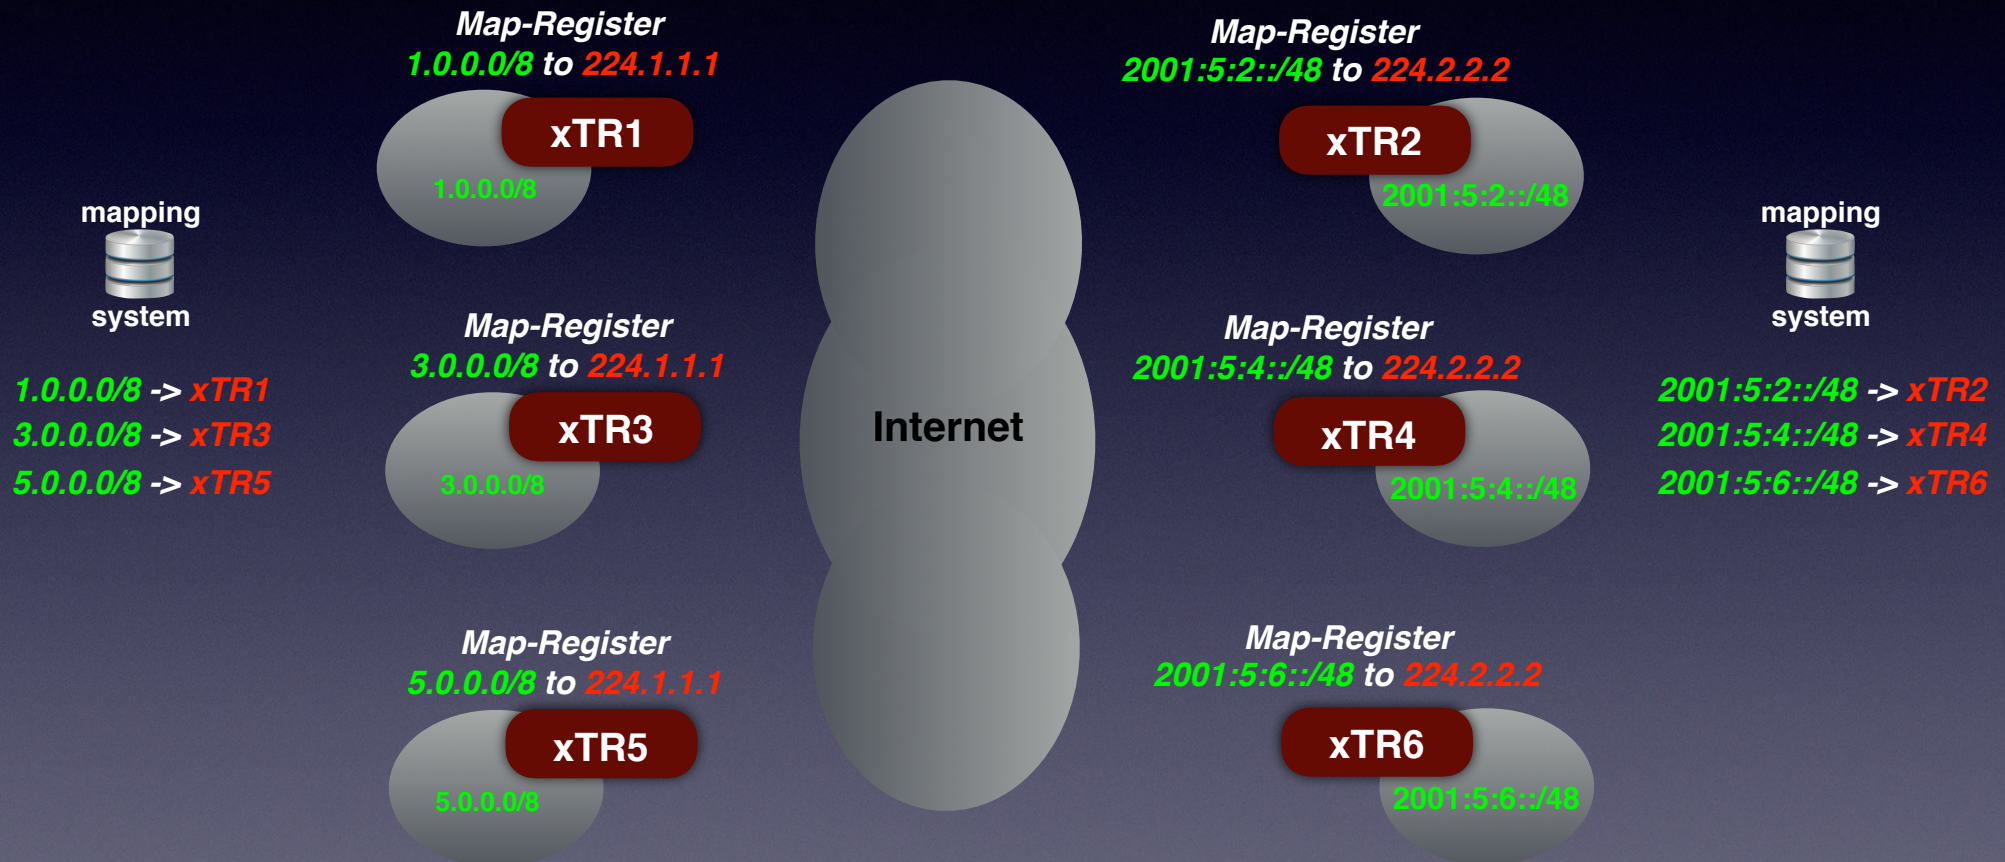 Map-Register
1.0.0.0/8 to 224.1.1.1
xTR1
1.0.0.0/8
Map-Register
2001:5:2::/48 to 224.2.2.2
xTR2
2001:5:2::/48
mapping
system
1.0.0.0/8 -> xTR1
3.0.0.0/8 -> xTR3
5.0.0.0/8 -> xTR5
Map-Register
3.0.0.0/8 to 224.1.1.1
xTR3
3.0.0.0/8
Internet
Map-Register
2001:5:4::/48 to 224.2.2.2
xTR4
2001:5:4::/48
mapping
system
2001:5:2::/48 -> xTR2
2001:5:4::/48 -> xTR4
2001:5:6::/48 -> xTR6
Map-Register
5.0.0.0/8 to 224.1.1.1
xTR5
5.0.0.0/8
Map-Register
2001:5:6::/48 to 224.2.2.2
xTR6
2001:5:6::/48